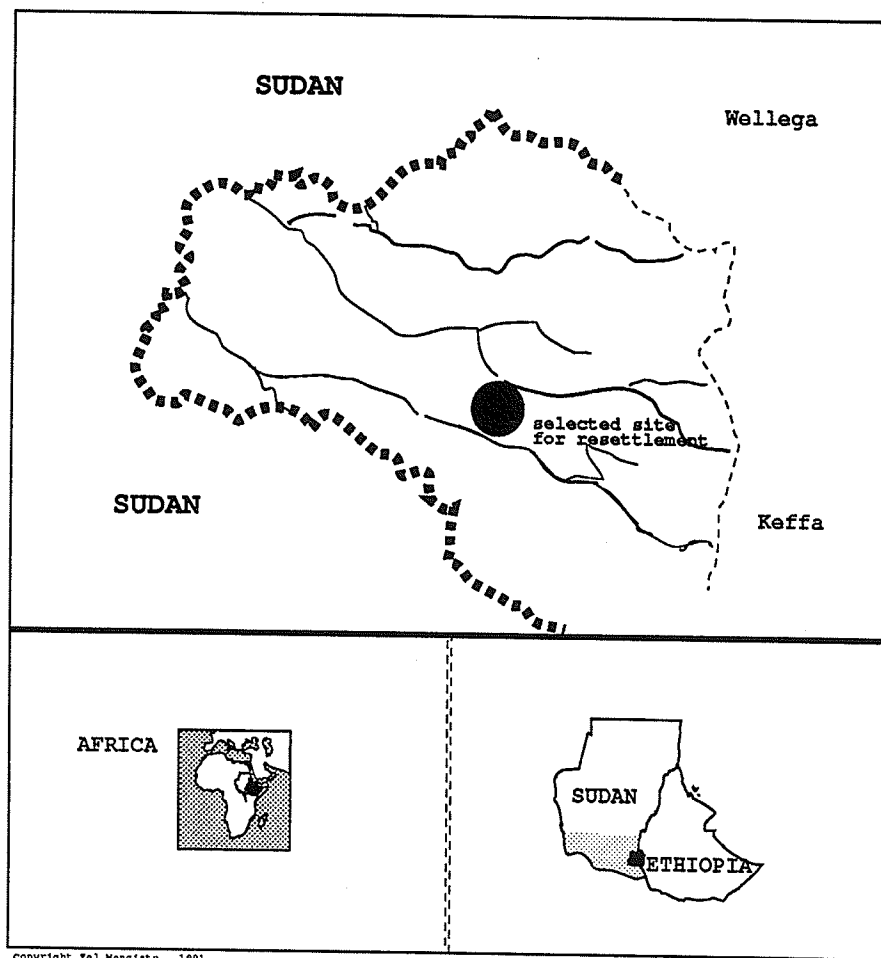 SUDAN
Wellega
selected site
for resettlement
SUDAN
Keffa
AFRICA
SUDAN
ETHIOPIA